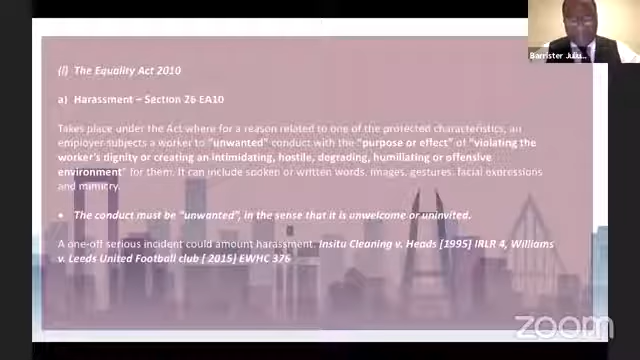 Barrister Juliu...
(I) The Equality Act 2010
a) Harassment – Section 26 EA10
Takes place under the Act where for a reason related to one of the protected characteristics, an
employer subjects a worker to "unwanted" conduct with the "purpose or effect" of "violating the
worker's dignity or creating an intimidating, hostile, degrading, humiliating or offensive
environment" for them. It can include spoken or written words, images, gestures, facial expressions
and mimicry.
• The conduct must be "unwanted", in the sense that it is unwelcome or uninvited.
A one-off serious incident could amount harassment. Insitu Cleaning v. Heads [1995] IRLR 4, Williams
v. Leeds United Football club [ 2015] EWHC 376
zoom